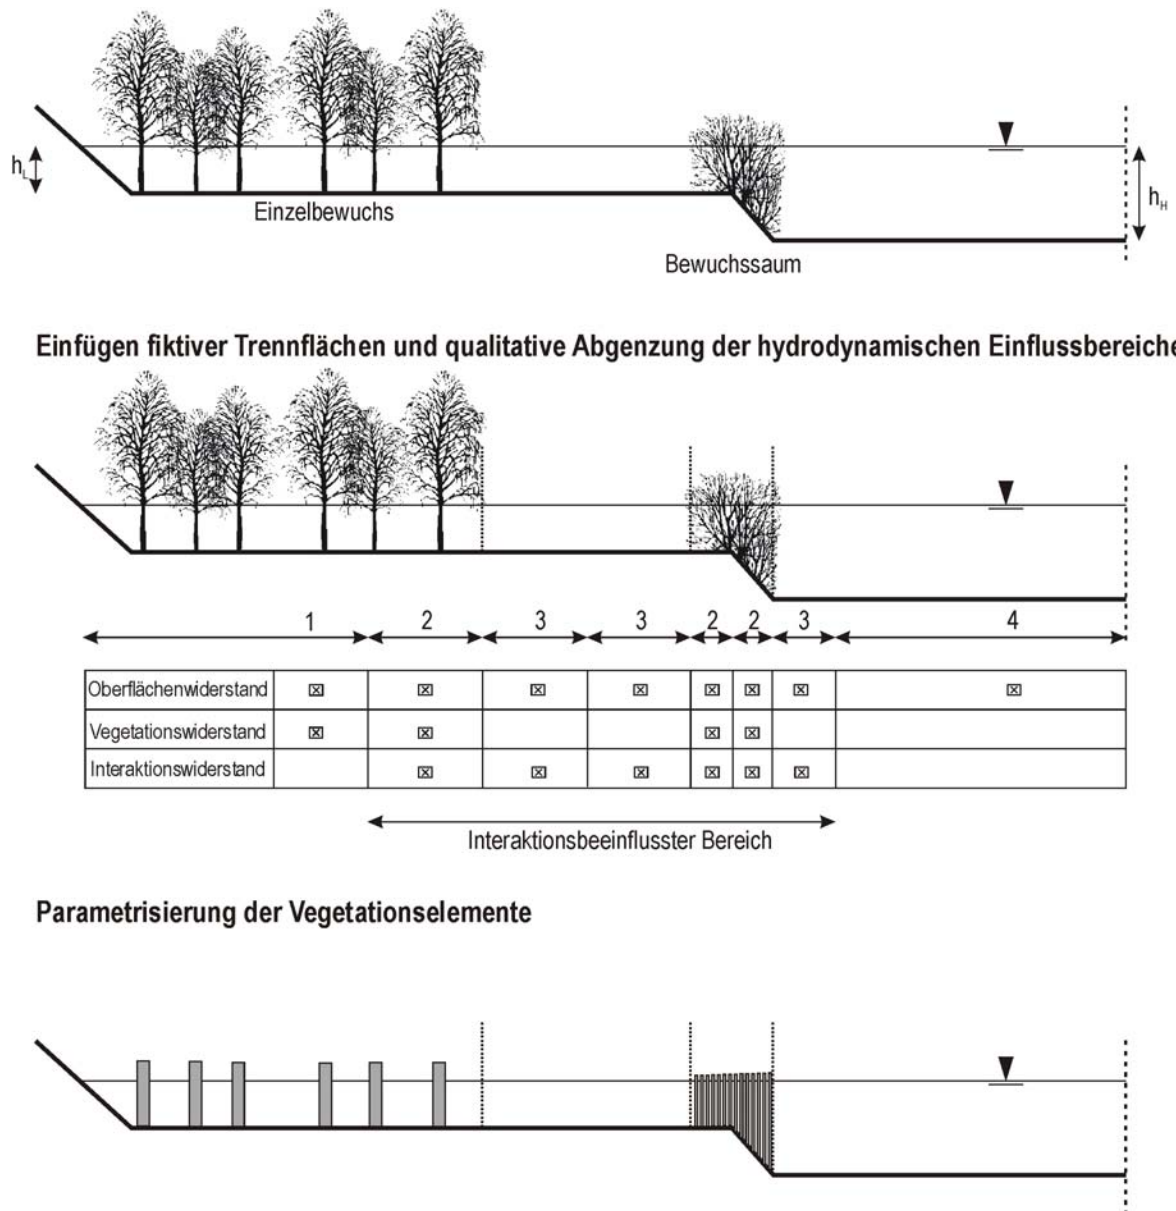 h_L
h_H
Einzelbewuchs
Bewuchssaum
Einfügen fiktiver Trennflächen und qualitative Abgenzung der hydrodynamischen Einflussbereiche
1 2 3 3 2 2 3 4
Oberflächenwiderstand
Vegetationswiderstand
Interaktionswiderstand
Interaktionsbeeinflusster Bereich
Parametrisierung der Vegetationselemente